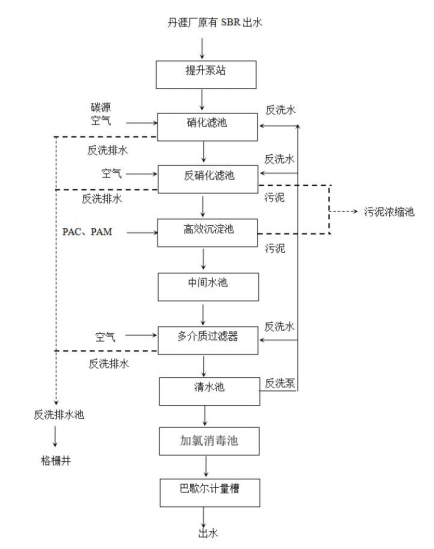 丹涯厂原有 SBR 出水
提升泵站
碳源
空气
反洗水
硝化滤池
反洗排水
反洗水
空气
反硝化滤池
反洗排水
污泥
污泥浓缩池
PAC、PAM
高效沉淀池
污泥
中间水池
反洗水
空气
多介质过滤器
反洗排水
清水池
反洗泵
反洗排水池
加氯消毒池
格栅井
巴歇尔计量槽
出水